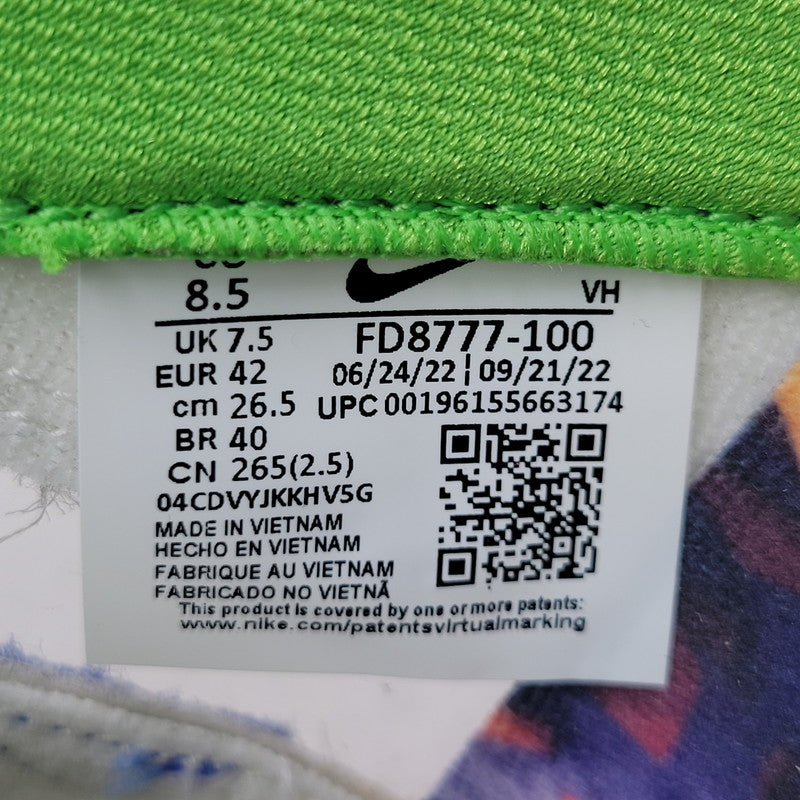 8.5
VH
UK 7.5
FD8777-100
EUR 42
06/24/22 | 09/21/22
cm 26.5
UPC 00196155663174
BR 40
CN 265(2.5)
04CDVYJKKHV5G
MADE IN VIETNAM
HECHO EN VIETNAM
FABRIQUE AU VIETNAM
FABRICADO NO VIETNÃ
This product is covered by one or more patents:
www.nike.com/patentsvirtualmarking